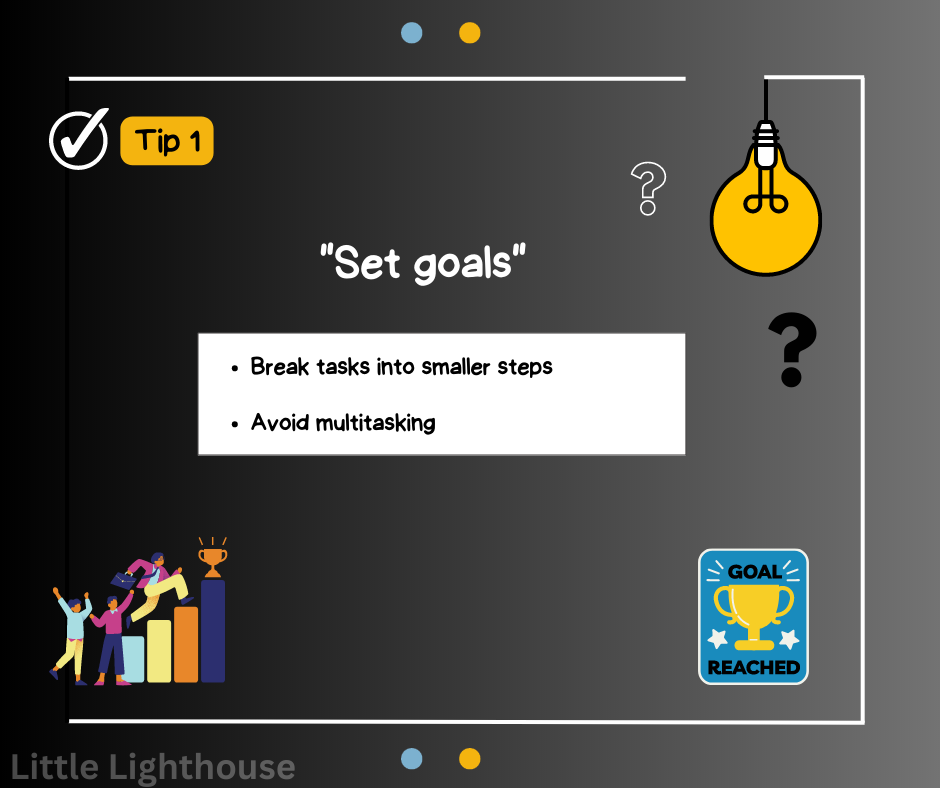 Tip 1
"Set goals"
• Break tasks into smaller steps
• Avoid multitasking
GOAL
REACHED
Little Lighthouse